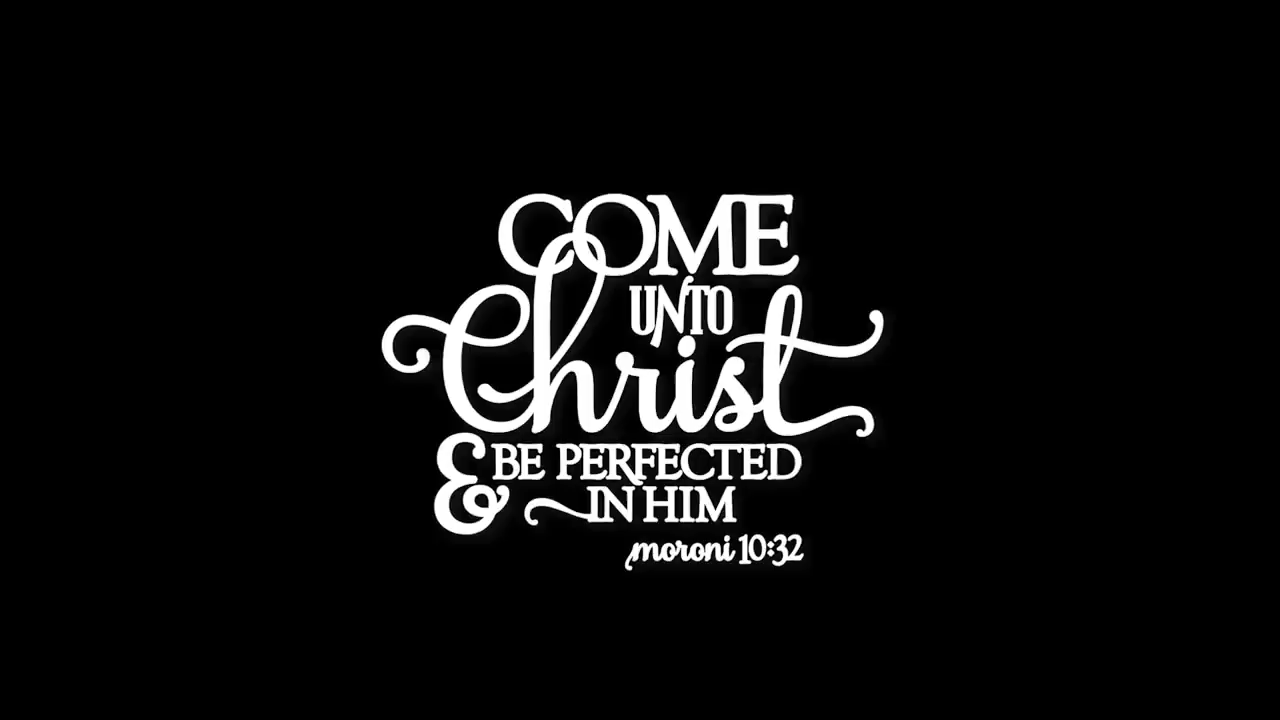 COME
UNTO
Christ
& BE PERFECTED
IN HIM
moroni 10:32